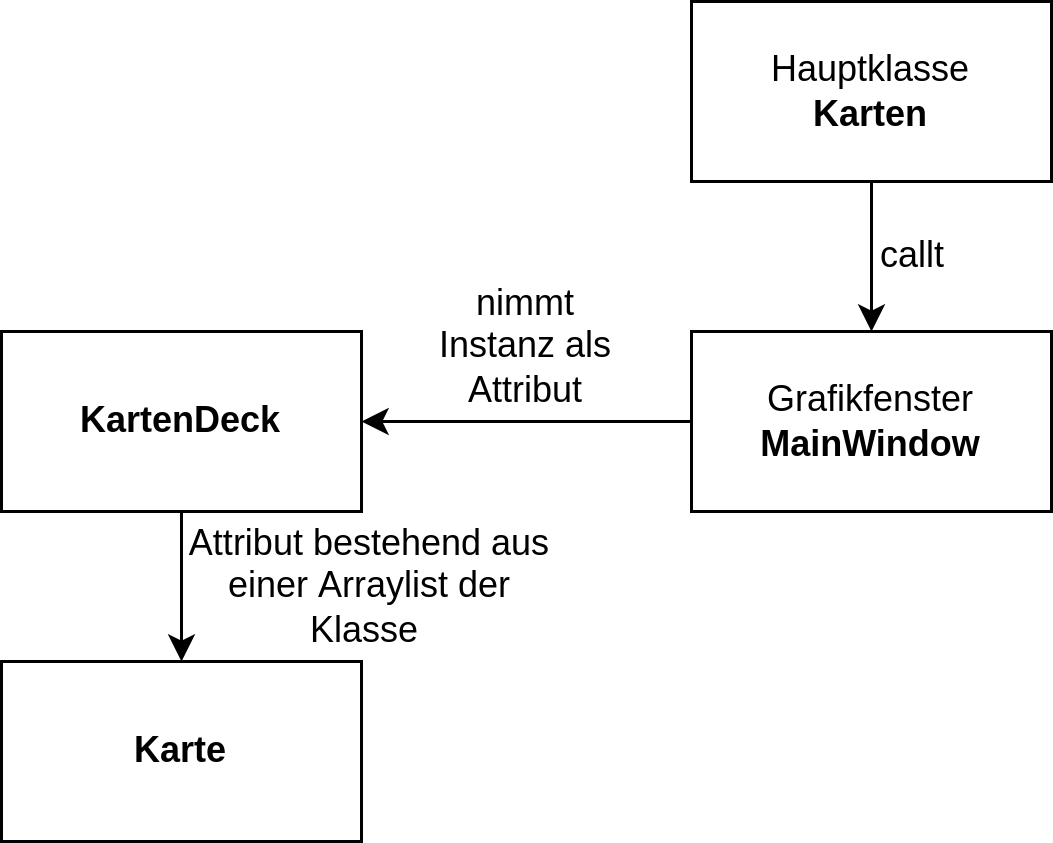 Hauptklasse
Karten
callt
nimmt
Instanz als
Attribut
KartenDeck
Grafikfenster
MainWindow
Attribut bestehend aus
einer Arraylist der
Klasse
Karte